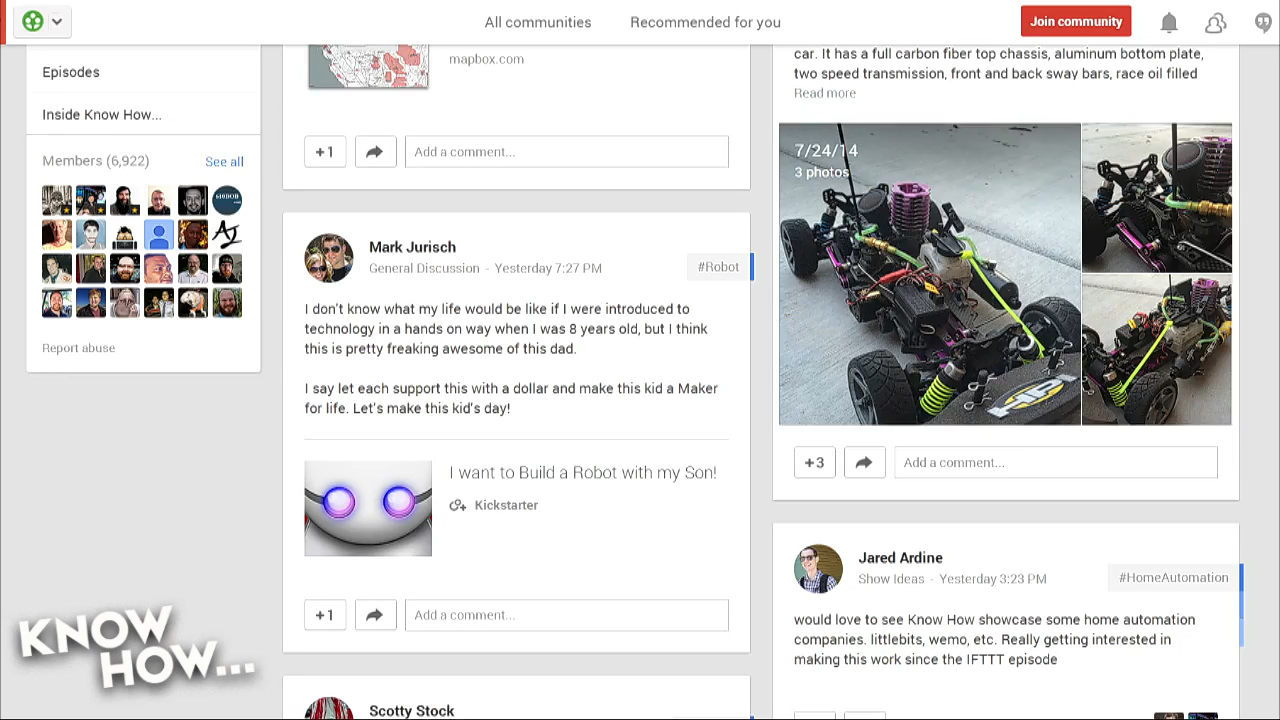 All communities
Recommended for you
Join community
Episodes
Inside Know How...
Members (6,922)
See all
Report abuse
mapbox.com
+1
Add a comment...
Mark Jurisch
General Discussion - Yesterday 7:27 PM
#Robot
I don't know what my life would be like if I were introduced to
technology in a hands on way when I was 8 years old, but I think
this is pretty freaking awesome of this dad.
I say let each support this with a dollar and make this kid a Maker
for life. Let's make this kid's day!
I want to Build a Robot with my Son!
Kickstarter
+1
Add a comment...
Scotty Stock
car. It has a full carbon fiber top chassis, aluminum bottom plate,
two speed transmission, front and back sway bars, race oil filled
Read more
7/24/14
3 photos
HPI
+3
Add a comment...
Jared Ardine
Show Ideas - Yesterday 3:23 PM
#HomeAutomation
would love to see Know How showcase some home automation
companies. littlebits, wemo, etc. Really getting interested in
making this work since the IFTTT episode
KNOW
HOW...